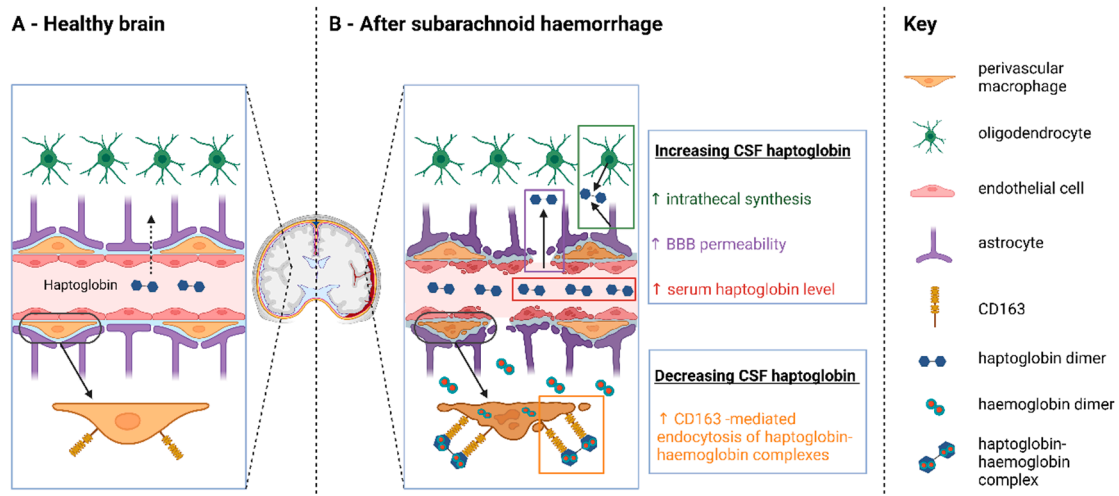 A - Healthy brain
Haptoglobin
B - After subarachnoid haemorrhage
Increasing CSF haptoglobin
↑ intrathecal synthesis
↑ BBB permeability
↑ serum haptoglobin level
Decreasing CSF haptoglobin
↑ CD163 -mediated
endocytosis of haptoglobin-
haemoglobin complexes
Key
perivascular
macrophage
oligodendrocyte
endothelial cell
astrocyte
CD163
haptoglobin dimer
haemoglobin dimer
haptoglobin-
haemoglobin
complex